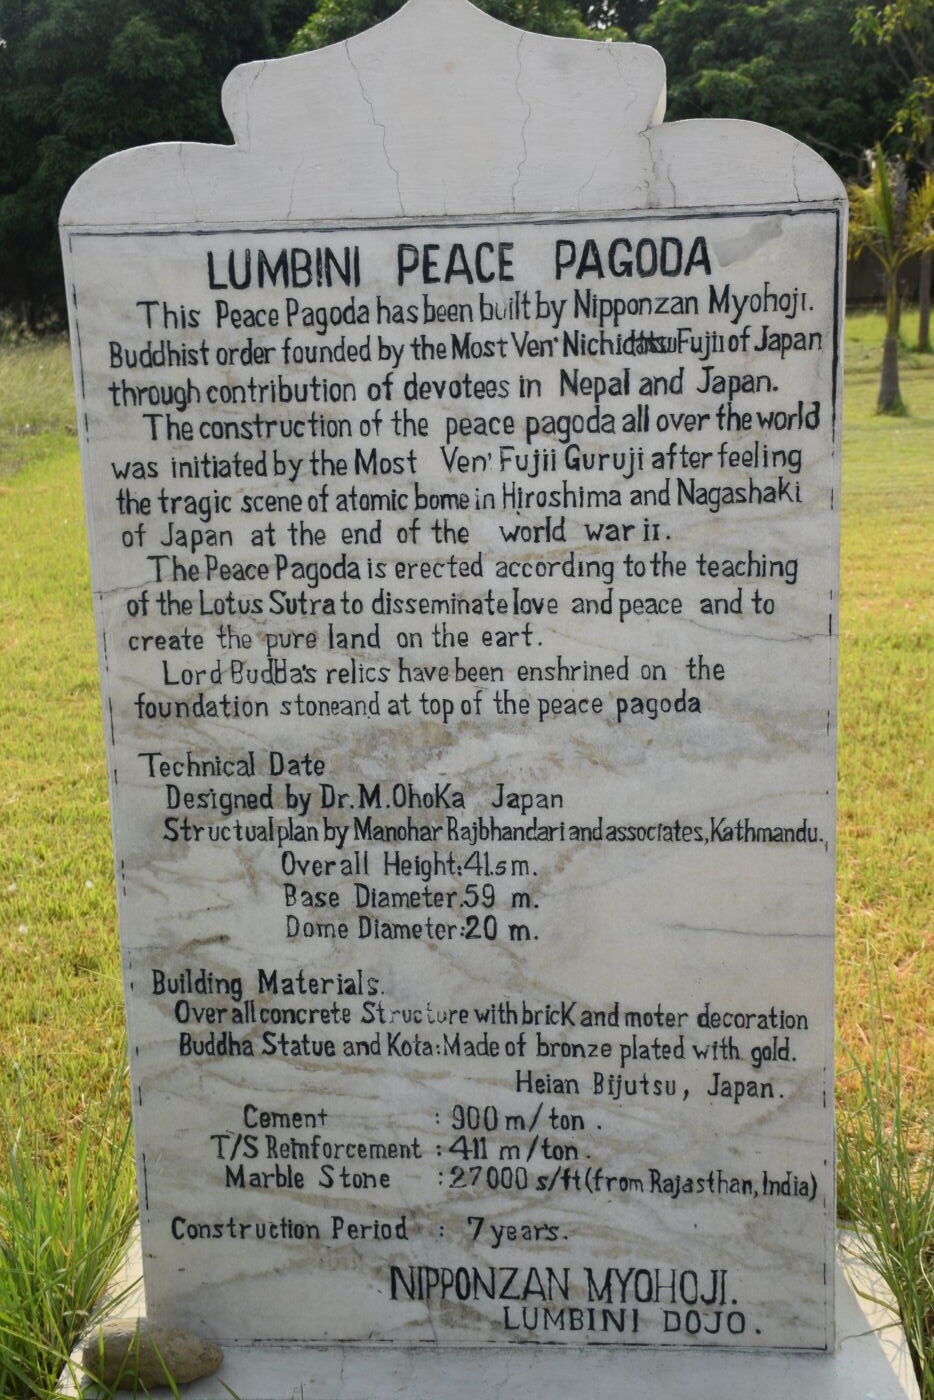 LUMBINI PEACE PAGODA
This Peace Pagoda has been built by Nipponzan Myohoji.
Buddhist order founded by the Most Ven' Fujii of Japan
through contribution of devotees in Nepal and Japan.
The construction of the peace pagoda all over the world
was initiated by the Most Ven' Fujii Guruji after feeling
the tragic scene of atomic bome in Hiroshima and Nagashaki
of Japan at the end of the world war ii.
The Peace Pagoda is erected according to the teaching
of the Lotus Sutra to disseminate love and peace and to
create the pure land on the eart.
Lord BudBa's relics have been enshrined on the
foundation stoneand at top of the peace pagoda
Technical Date
Designed by Dr. M. OhoKa Japan
Structual plan by Manohar Rajbhandari and associates, Kathmandu.
Over all Height: 41.5 m.
Base Diameter. 59 m.
Dome Diameter: 20 m.
Building Materials.
Over all concrete Structure with bricK and moter decoration
Buddha Statue and Kota: Made of bronze plated with gold.
Heian Bijutsu, Japan.
Cement : 900 m/ton.
T/S Reinforcement : 411 m/ton.
Marble Stone : 27000 s/ft (from Rajasthan, India)
Construction Period : 7 years.
NIPPONZAN MYOHOJI.
LUMBINI DOJO.